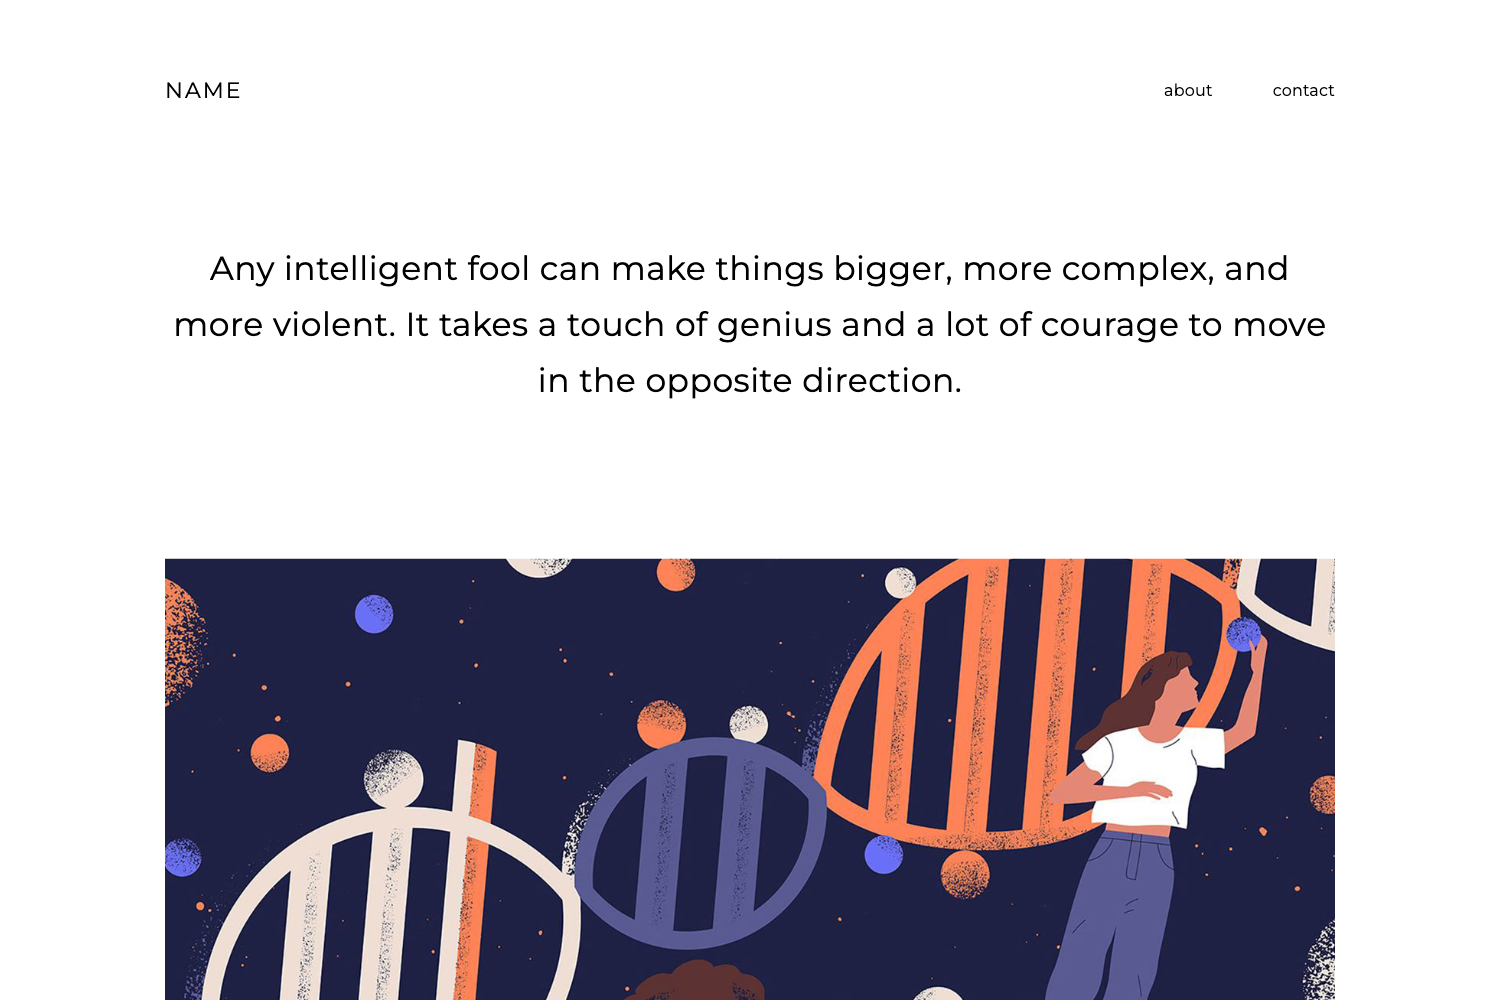 NAME
about contact
Any intelligent fool can make things bigger, more complex, and
more violent. It takes a touch of genius and a lot of courage to move
in the opposite direction.